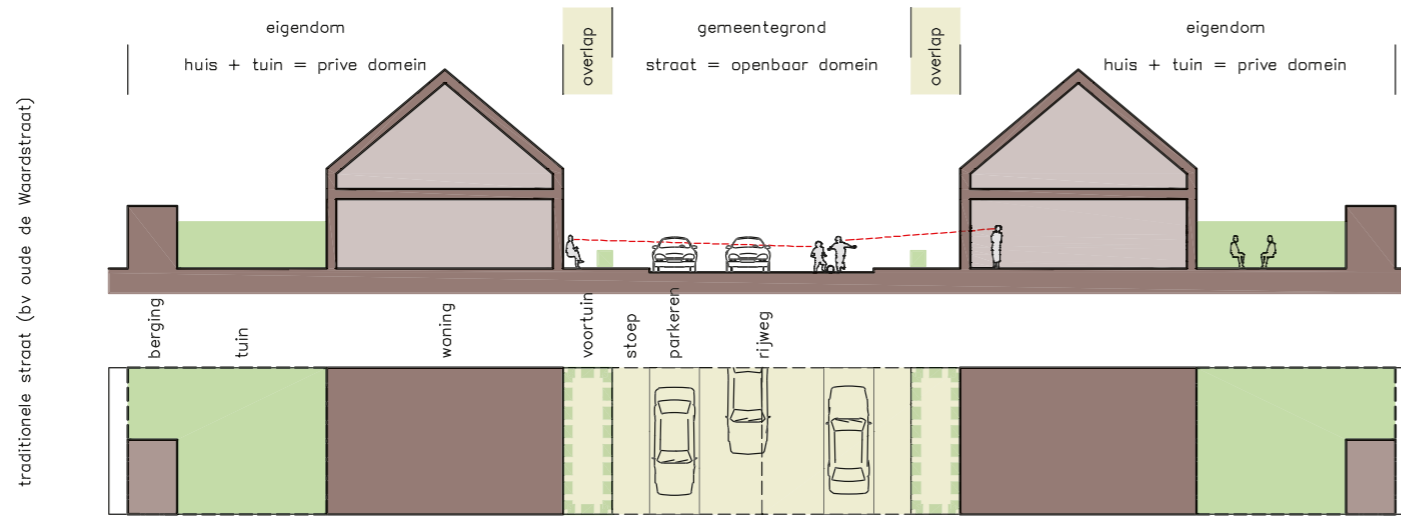 eigendom
overlap
gemeentegrond
overlap
eigendom
huis + tuin = prive domein
straat = openbaar domein
huis + tuin = prive domein
traditionele straat (bv oude de Waardstraat)
berging
tuin
woning
voortuin
stoep
parkeren
rijweg